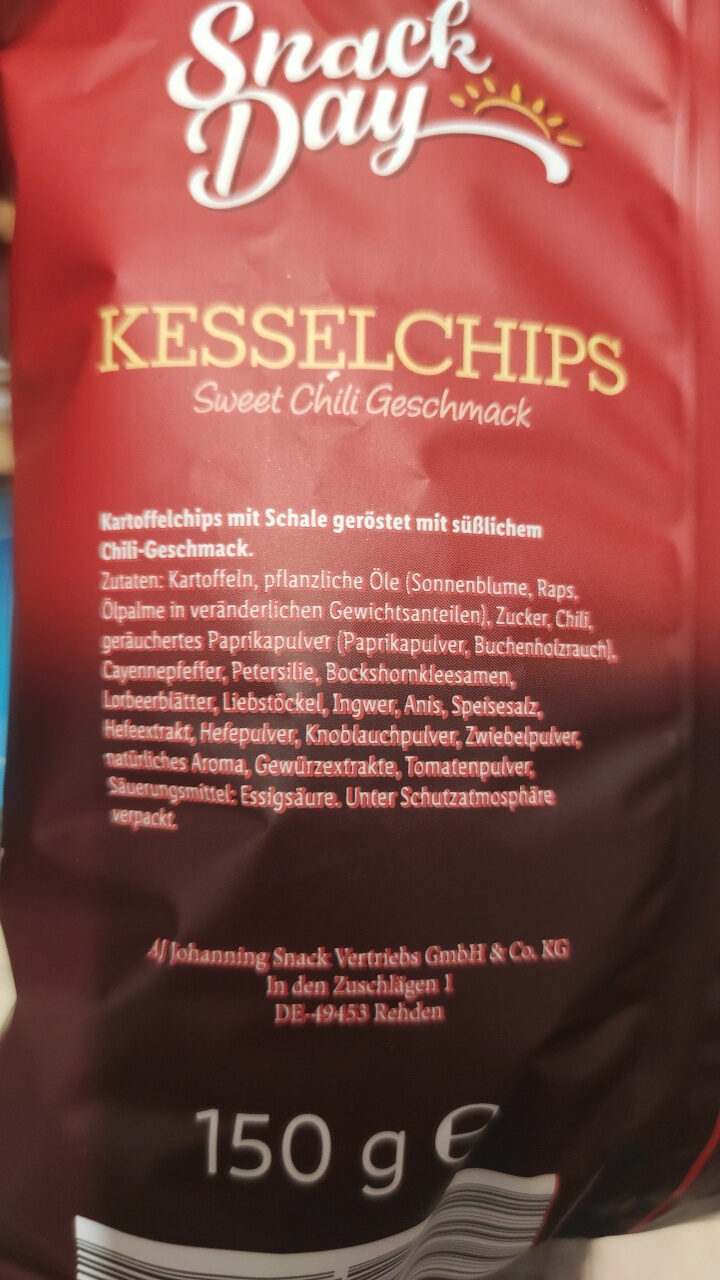 Snack
Day
KESSELCHIPS
Sweet Chili Geschmack
Kartoffelchips mit Schale geröstet mit süßlichem
Chili-Geschmack.
Zutaten: Kartoffeln, pflanzliche Öle (Sonnenblume, Raps,
Ölpalme in veränderlichen Gewichtsanteilen), Zucker, Chili,
geräuchertes Paprikapulver (Paprikapulver, Buchenholzrauch),
Cayennepfeffer, Petersilie, Bockshornkleesamen,
Lorbeerblätter, Liebstöckel, Ingwer, Anis, Speisesalz,
Hefeextrakt, Hefepulver, Knoblauchpulver, Zwiebelpulver,
natürliches Aroma, Gewürzextrakte, Tomatenpulver,
Säuerungsmittel: Essigsäure. Unter Schutzatmosphäre
verpackt.
AJ Johanning Snack Vertriebs GmbH & Co. KG
In den Zuschlägen 1
DE-49453 Rehden
150 g e